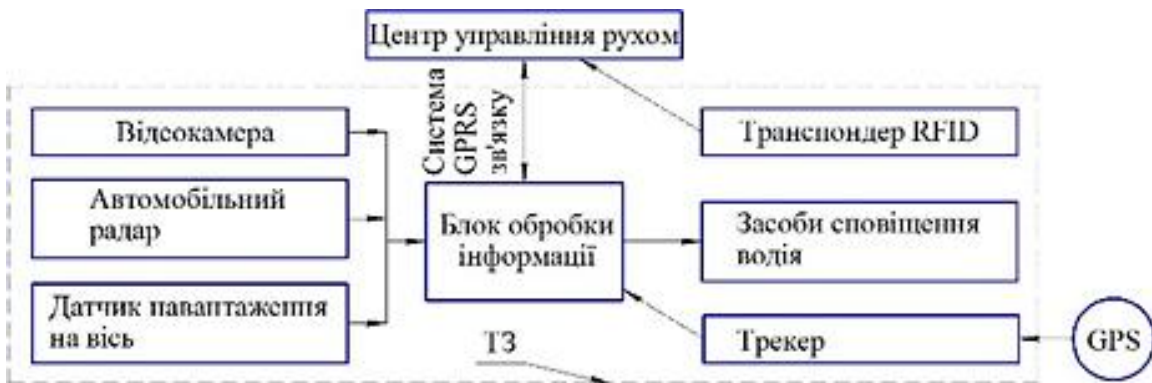 Центр управління рухом
Система
GPRS
зв'язку
Відеокамера
Транспондер RFID
Автомобільний
радар
Блок обробки
інформації
Засоби сповіщення
водія
Датчик навантаження
на вісь
Трекер
GPS
ТЗ